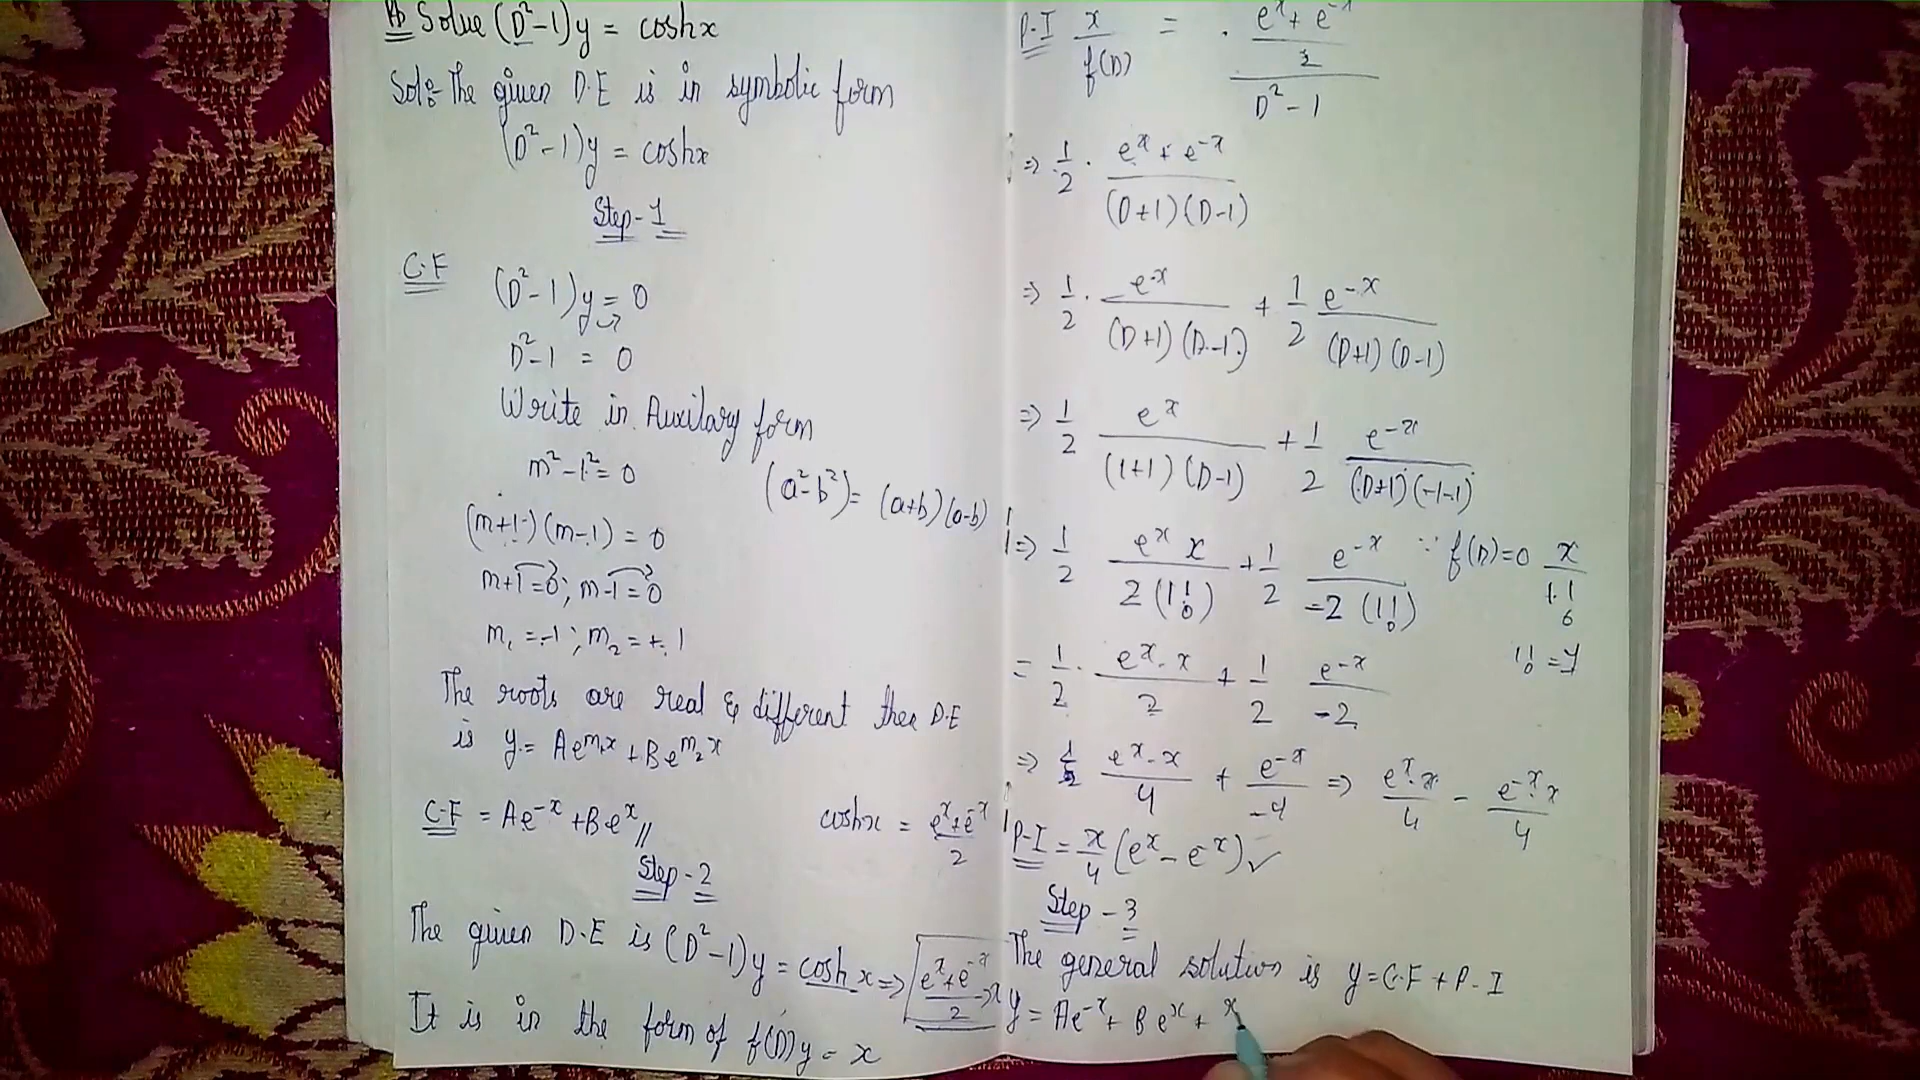 Pb Solve (D²-1)y = coshx
Sol:- The given D.E is in symbolic form
(D²-1)y = coshx
Step-1
C.F (D²-1)y = 0
D²-1 = 0
Write in Auxilary form
m²-1² = 0
(a²-b²) = (a+b)(a-b)
(m+1)(m-1) = 0
m+1=0; m-1=0
m₁ = -1; m₂ = +1
The roots are real & different then D.E
is y = Ae^m₁x + Be^m₂x
C.F = Ae^-x + Be^x //
coshx = e^x+e^-x / 2
Step-2
The given D.E is (D²-1)y = cosh x ⇒ e^x+e^-x / 2 → x
It is in the form of f(D)y = x
P.I x / f(D) = e^x+e^-x / 2 / D²-1
⇒ 1/2 · e^x+e^-x / (D+1)(D-1)
⇒ 1/2 · e^-x / (D+1)(D-1) + 1/2 e^-x / (D+1)(D-1)
⇒ 1/2 e^x / (1+1)(D-1) + 1/2 e^-x / (D+1)(-1-1)
⇒ 1/2 e^x x / 2(1!) + 1/2 e^-x / -2(1!) ∵ f(D)=0 x / 1!
1! = 1
= 1/2 · e^x·x / 2 + 1/2 e^-x / -2
⇒ e^x·x / 4 + e^-x / -4 ⇒ e^x·x / 4 - e^-x·x / 4
P.I = x/4 (e^x - e^-x) ✓
Step-3
The general solution is y = C.F + P.I
y = Ae^-x + Be^x + x